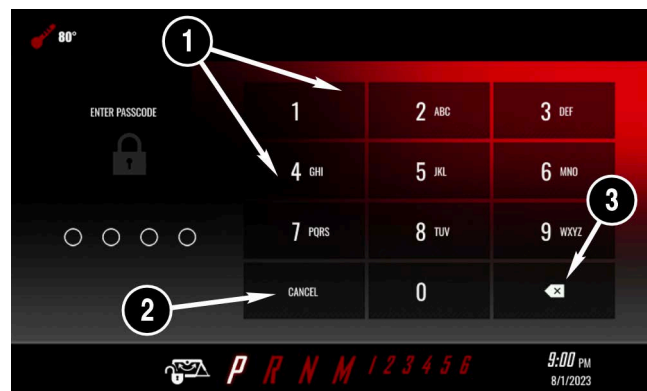 80°
1
ENTER PASSCODE
1 2 ABC 3 DEF
4 GHI 5 JKL 6 MNO
3
7 PQRS 8 TUV 9 WXYZ
CANCEL 0
2
P R N M 1 2 3 4 5 6 9:00 PM
8/1/2023